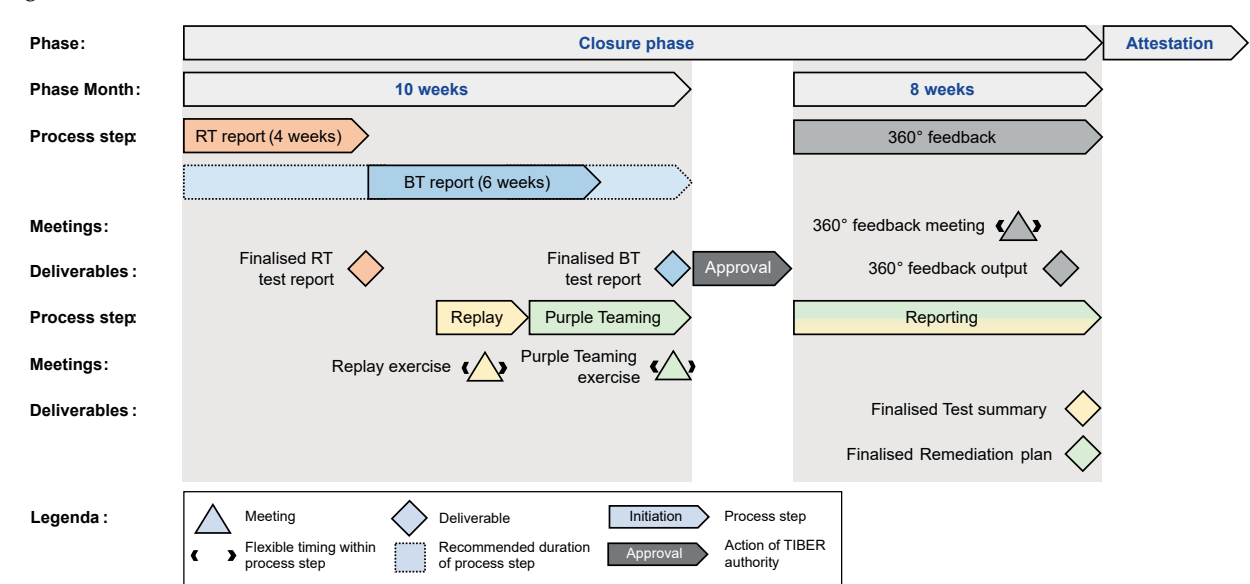 Phase:
Closure phase
Attestation
Phase Month:
10 weeks
8 weeks
Process step:
RT report (4 weeks)
360° feedback
BT report (6 weeks)
Meetings:
360° feedback meeting
Deliverables:
Finalised RT
test report
Finalised BT
test report
Approval
360° feedback output
Process step:
Replay
Purple Teaming
Reporting
Meetings:
Replay exercise
Purple Teaming
exercise
Deliverables:
Finalised Test summary
Finalised Remediation plan
Legenda:
Meeting
Deliverable
Initiation
Process step
Flexible timing within
process step
Recommended duration
of process step
Approval
Action of TIBER
authority